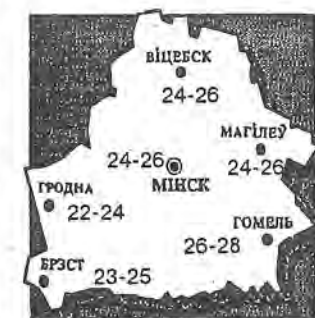 ВІЦЕБСК
24-26
МАГІЛЕЎ
24-26
24-26
МІНСК
ГРОДНА
22-24
ГОМЕЛЬ
26-28
БРЭСТ
23-25